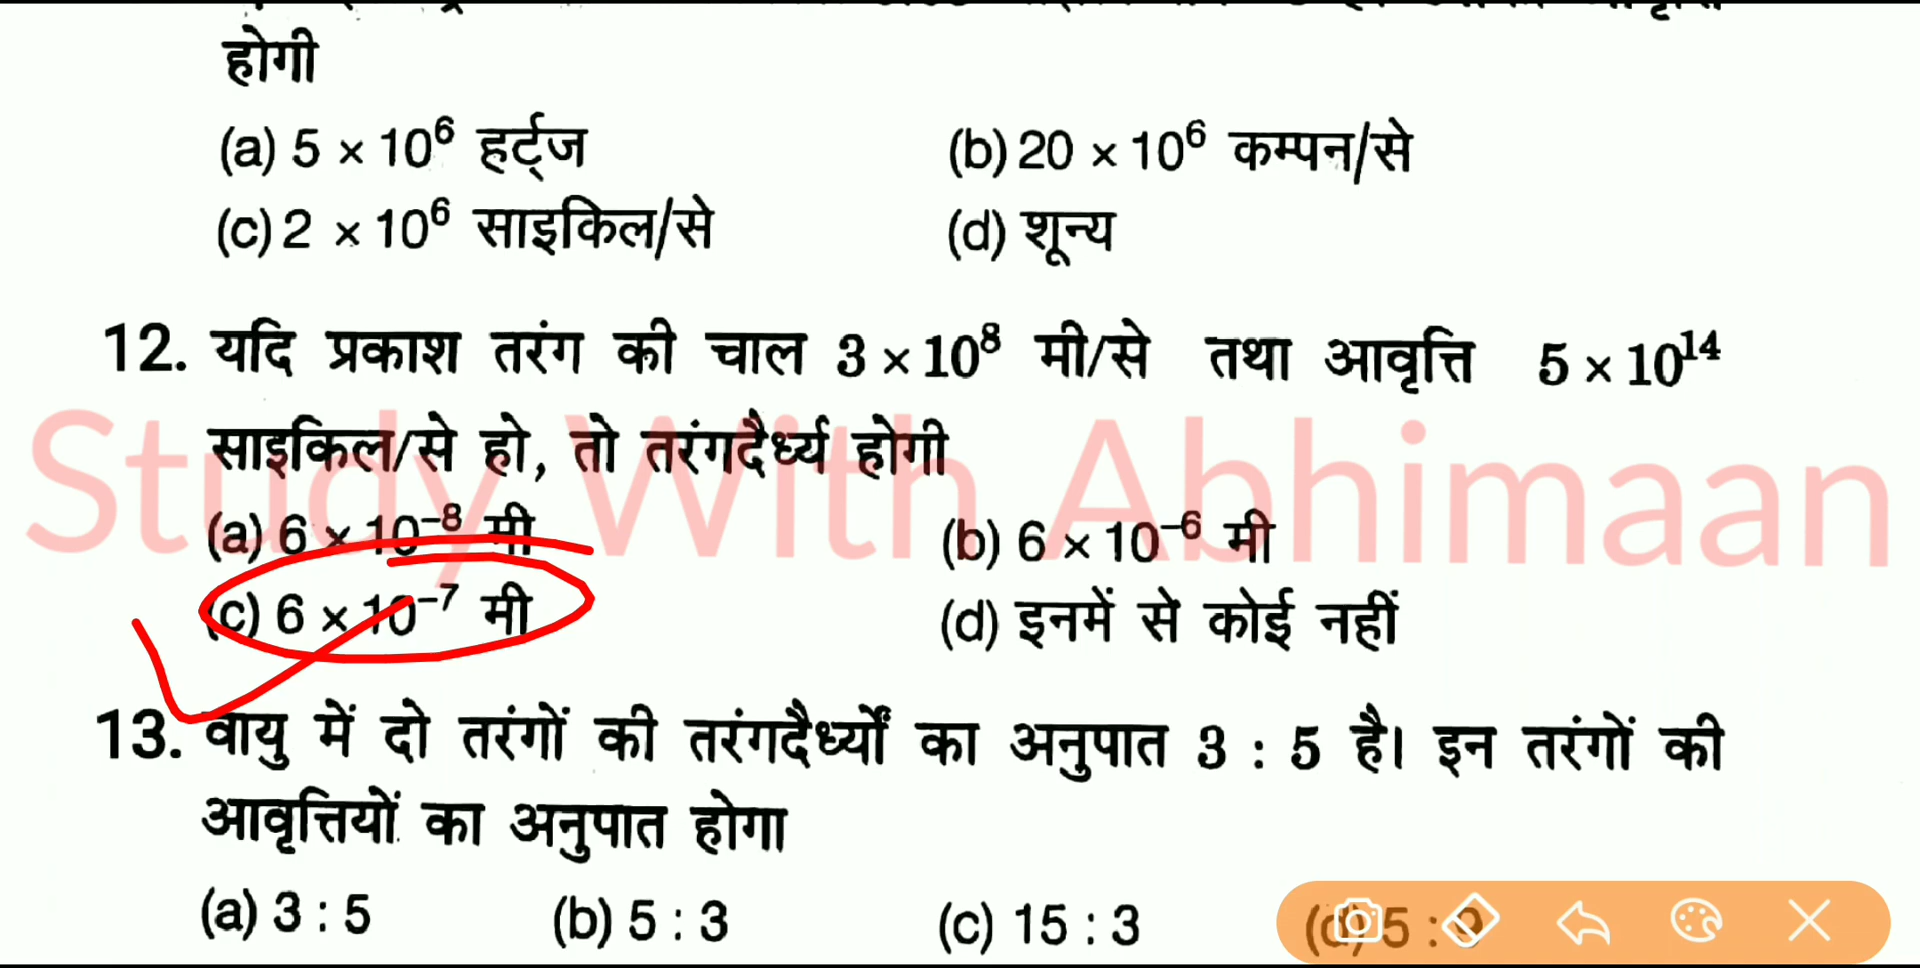 होगी
(a) 5 × 10⁶ हर्ट्ज (b) 20 × 10⁶ कम्पन/से
(c) 2 × 10⁶ साइकिल/से (d) शून्य
12. यदि प्रकाश तरंग की चाल 3 × 10⁸ मी/से तथा आवृत्ति 5 × 10¹⁴
साइकिल/से हो, तो तरंगदैर्ध्य होगी
Study With Abhimaan
(a) 6 × 10⁻⁸ मी (b) 6 × 10⁻⁶ मी
(c) 6 × 10⁻⁷ मी (d) इनमें से कोई नहीं
13. वायु में दो तरंगों की तरंगदैर्ध्यों का अनुपात 3 : 5 है। इन तरंगों की
आवृत्तियों का अनुपात होगा
(a) 3 : 5 (b) 5 : 3 (c) 15 : 3 (d) 5 :